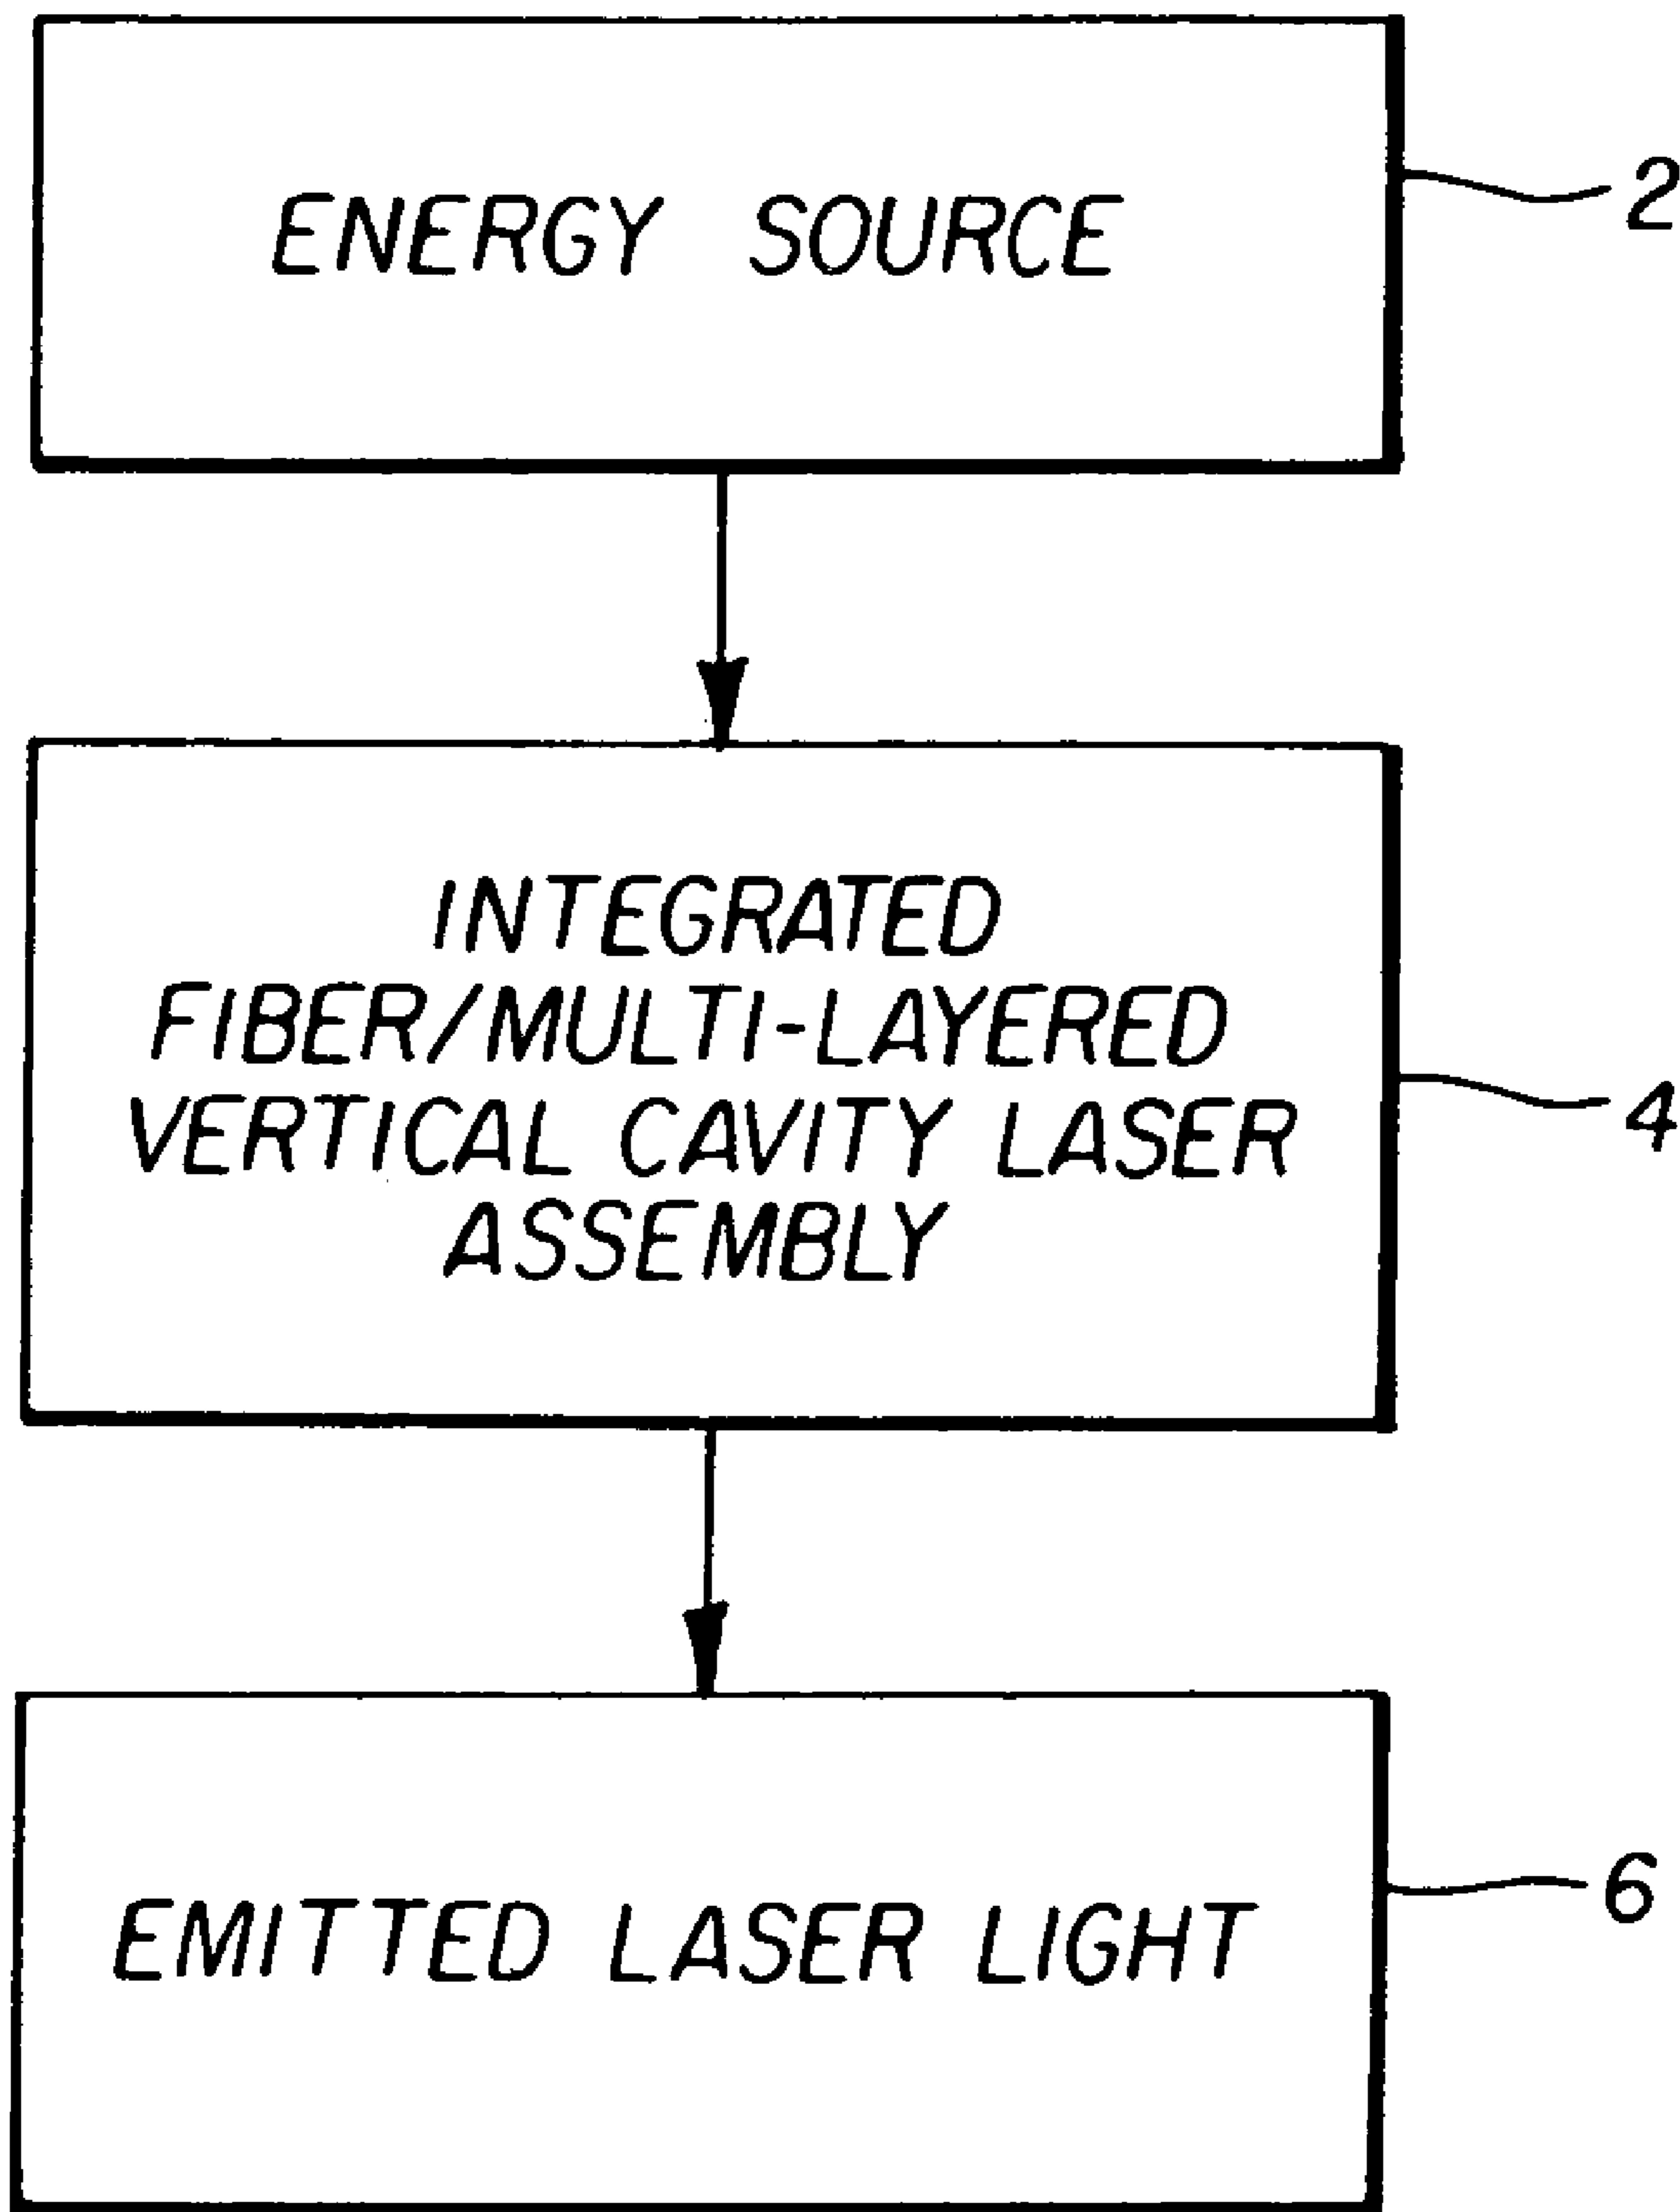 ENERGY SOURCE
2
INTEGRATED
FIBER/MULTI-LAYERED
VERTICAL CAVITY LASER
ASSEMBLY
4
EMITTED LASER LIGHT
6